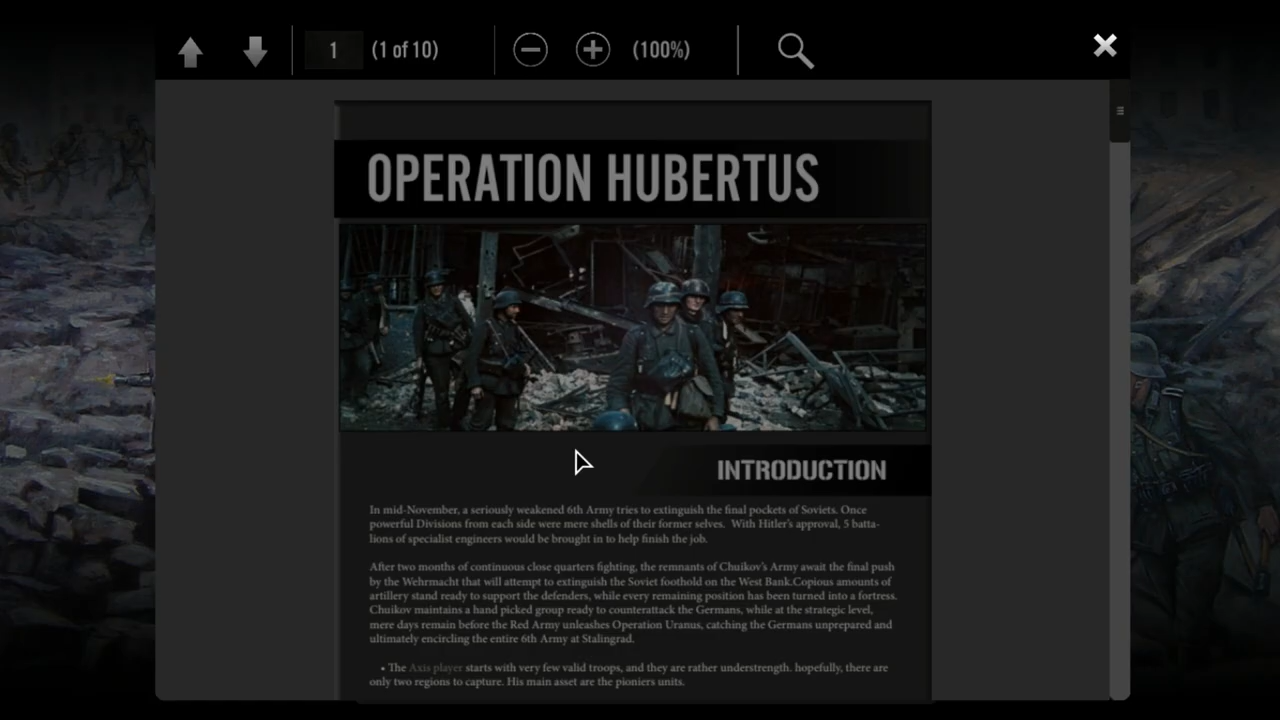 1 (1 of 10) (100%)
OPERATION HUBERTUS
INTRODUCTION
In mid-November, a seriously weakened 6th Army tries to extinguish the final pockets of Soviets. Once
powerful Divisions from each side were mere shells of their former selves. With Hitler's approval, 5 batta-
lions of specialist engineers would be brought in to help finish the job.
After two months of continuous close quarters fighting, the remnants of Chuikov's Army await the final push
by the Wehrmacht that will attempt to extinguish the Soviet foothold on the West Bank.Copious amounts of
artillery stand ready to support the defenders, while every remaining position has been turned into a fortress.
Chuikov maintains a hand picked group ready to counterattack the Germans, while at the strategic level,
mere days remain before the Red Army unleashes Operation Uranus, catching the Germans unprepared and
ultimately encircling the entire 6th Army at Stalingrad.
• The Axis player starts with very few valid troops, and they are rather understrength. hopefully, there are
only two regions to capture. His main asset are the pioniers units.